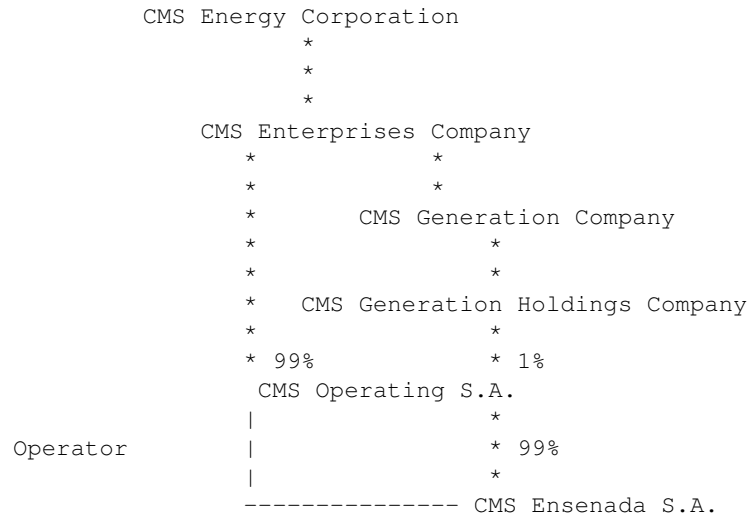 CMS Energy Corporation
*
*
*
CMS Enterprises Company
* *
* *
* CMS Generation Company
* *
* *
* CMS Generation Holdings Company
* *
* 99% * 1%
CMS Operating S.A.
| *
Operator | * 99%
| *
--------------- CMS Ensenada S.A.